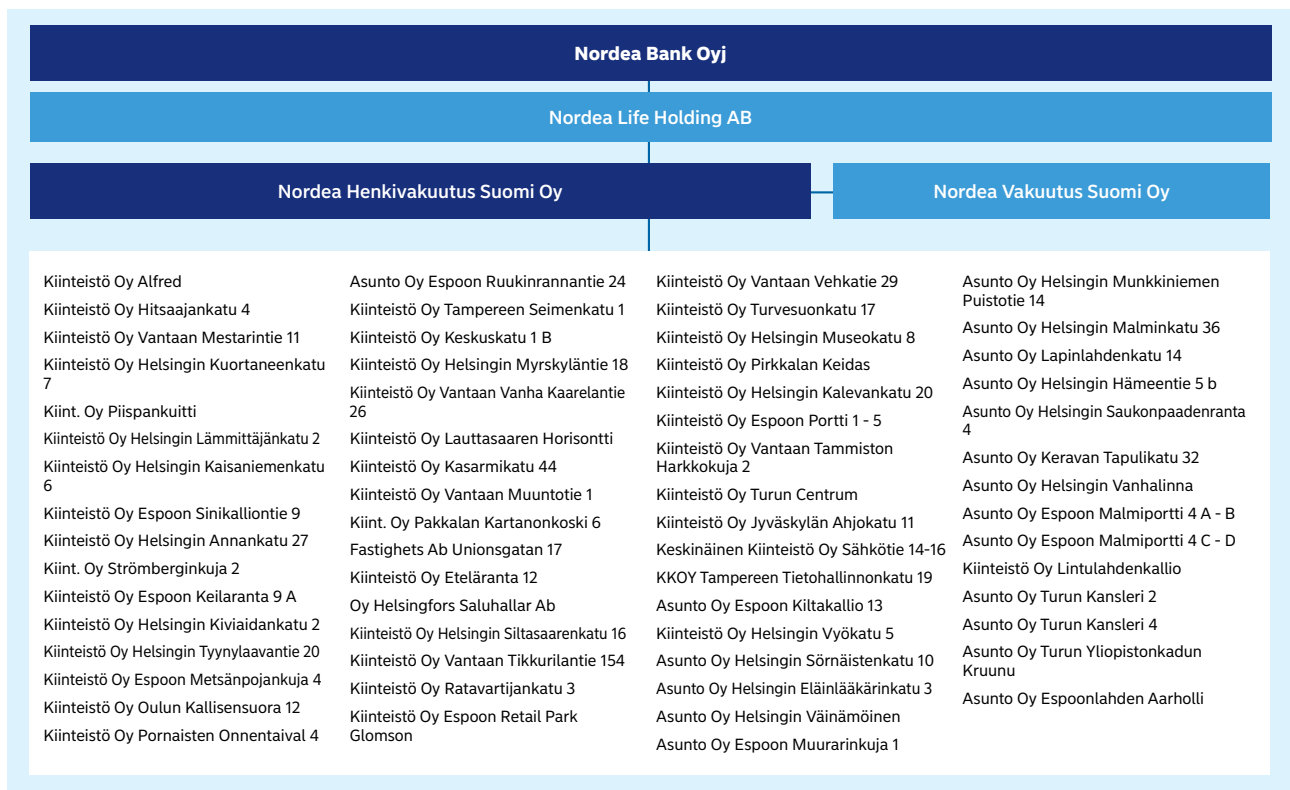 Nordea Bank Oyj
Nordea Life Holding AB
Nordea Henkivakuutus Suomi Oy
Nordea Vakuutus Suomi Oy
Kiinteistö Oy Alfred
Kiinteistö Oy Hitsaajankatu 4
Kiinteistö Oy Vantaan Mestarintie 11
Kiinteistö Oy Helsingin Kuortaneenkatu
7
Kiint. Oy Piispankuitti
Kiinteistö Oy Helsingin Lämmittäjänkatu 2
Kiinteistö Oy Helsingin Kaisaniemenkatu
6
Kiinteistö Oy Espoon Sinikalliontie 9
Kiinteistö Oy Helsingin Annankatu 27
Kiint. Oy Strömberginkuja 2
Kiinteistö Oy Espoon Keilaranta 9 A
Kiinteistö Oy Helsingin Kiviaidankatu 2
Kiinteistö Oy Helsingin Tyynylaavantie 20
Kiinteistö Oy Espoon Metsänpojankuja 4
Kiinteistö Oy Oulun Kallisensuora 12
Kiinteistö Oy Pornaisten Onnentaival 4
Asunto Oy Espoon Ruukinrannantie 24
Kiinteistö Oy Tampereen Seimenkatu 1
Kiinteistö Oy Keskuskatu 1 B
Kiinteistö Oy Helsingin Myrskyläntie 18
Kiinteistö Oy Vantaan Vanha Kaarelantie
26
Kiinteistö Oy Lauttasaaren Horisontti
Kiinteistö Oy Kasarmikatu 44
Kiinteistö Oy Vantaan Muuntotie 1
Kiint. Oy Pakkalan Kartanonkoski 6
Fastighets Ab Unionsgatan 17
Kiinteistö Oy Eteläranta 12
Oy Helsingfors Saluhallar Ab
Kiinteistö Oy Helsingin Siltasaarenkatu 16
Kiinteistö Oy Vantaan Tikkurilantie 154
Kiinteistö Oy Ratavartijankatu 3
Kiinteistö Oy Espoon Retail Park
Glomson
Kiinteistö Oy Vantaan Vehkatie 29
Kiinteistö Oy Turvesuonkatu 17
Kiinteistö Oy Helsingin Museokatu 8
Kiinteistö Oy Pirkkalan Keidas
Kiinteistö Oy Helsingin Kalevankatu 20
Kiinteistö Oy Espoon Portti 1 - 5
Kiinteistö Oy Vantaan Tammiston
Harkkokuja 2
Kiinteistö Oy Turun Centrum
Kiinteistö Oy Jyväskylän Ahjokatu 11
Keskinäinen Kiinteistö Oy Sähkötie 14-16
KKOY Tampereen Tietohallinnonkatu 19
Asunto Oy Espoon Kiltakallio 13
Kiinteistö Oy Helsingin Vyökatu 5
Asunto Oy Helsingin Sörnäistenkatu 10
Asunto Oy Helsingin Eläinlääkärinkatu 3
Asunto Oy Helsingin Väinämöinen
Asunto Oy Espoon Muurarinkuja 1
Asunto Oy Helsingin Munkkiniemen
Puistotie 14
Asunto Oy Helsingin Malminkatu 36
Asunto Oy Lapinlahdenkatu 14
Asunto Oy Helsingin Hämeentie 5 b
Asunto Oy Helsingin Saukonpaadenranta
4
Asunto Oy Keravan Tapulikatu 32
Asunto Oy Helsingin Vanhalinna
Asunto Oy Espoon Malmiportti 4 A - B
Asunto Oy Espoon Malmiportti 4 C - D
Kiinteistö Oy Lintulahdenkallio
Asunto Oy Turun Kansleri 2
Asunto Oy Turun Kansleri 4
Asunto Oy Turun Yliopistonkadun
Kruunu
Asunto Oy Espoonlahden Aarholli